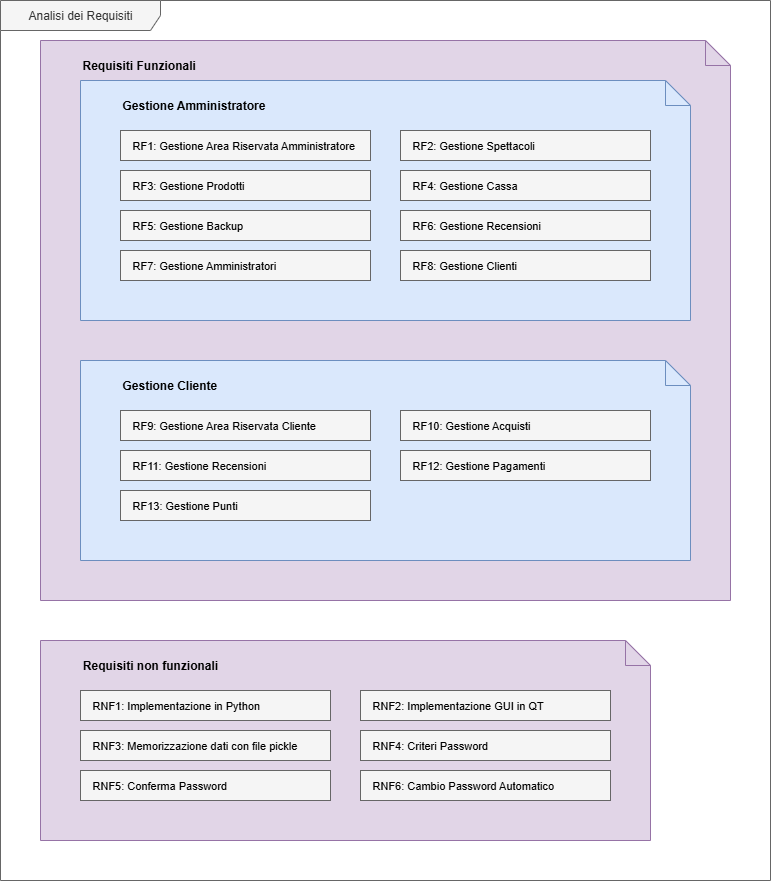 Analisi dei Requisiti
Requisiti Funzionali
Gestione Amministratore
RF1: Gestione Area Riservata Amministratore
RF2: Gestione Spettacoli
RF3: Gestione Prodotti
RF4: Gestione Cassa
RF5: Gestione Backup
RF6: Gestione Recensioni
RF7: Gestione Amministratori
RF8: Gestione Clienti
Gestione Cliente
RF9: Gestione Area Riservata Cliente
RF10: Gestione Acquisti
RF11: Gestione Recensioni
RF12: Gestione Pagamenti
RF13: Gestione Punti
Requisiti non funzionali
RNF1: Implementazione in Python
RNF2: Implementazione GUI in QT
RNF3: Memorizzazione dati con file pickle
RNF4: Criteri Password
RNF5: Conferma Password
RNF6: Cambio Password Automatico